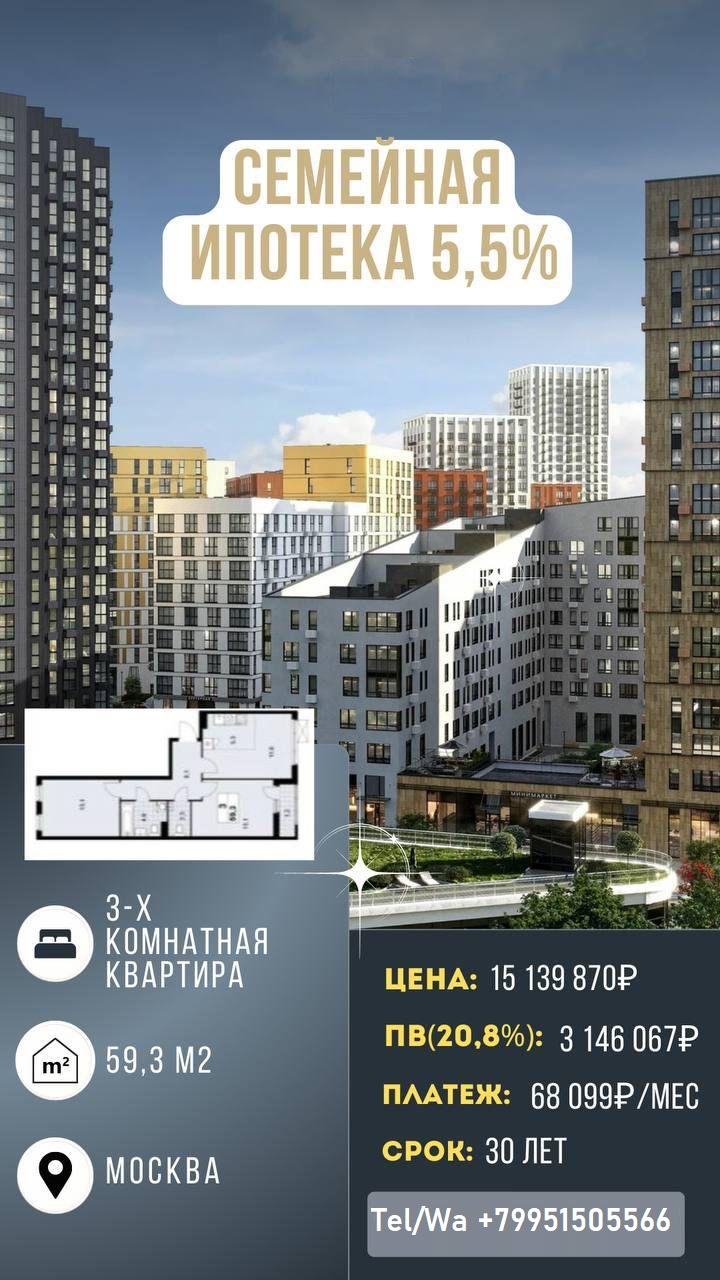 СЕМЕЙНАЯ
ИПОТЕКА 5,5%
МИНИМАРКЕТ
3-Х
КОМНАТНАЯ
КВАРТИРА
m²
59,3 М2
МОСКВА
ЦЕНА: 15 139 870₽
ПВ(20,8%): 3 146 067₽
ПЛАТЕЖ: 68 099₽/МЕС
СРОК: 30 ЛЕТ
Tel/Wa +79951505566